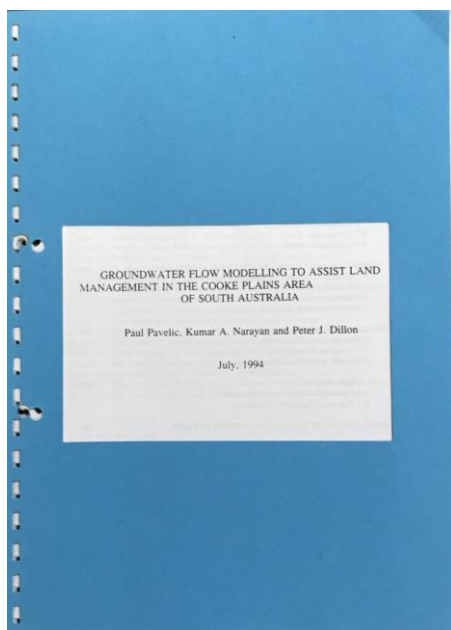 GROUNDWATER FLOW MODELLING TO ASSIST LAND
MANAGEMENT IN THE COOKE PLAINS AREA
OF SOUTH AUSTRALIA
Paul Pavelic, Kumar A. Narayan and Peter J. Dillon
July, 1994